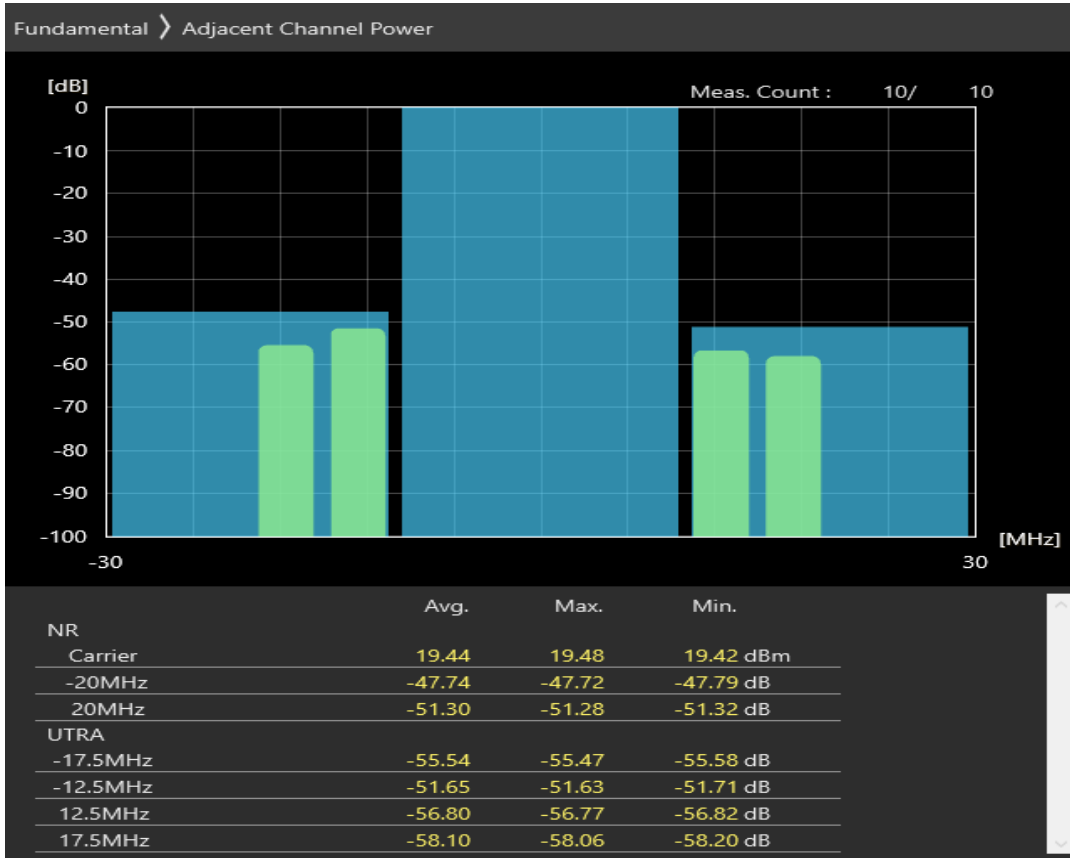 Fundamental ❭ Adjacent Channel Power
[dB]
Meas. Count : 10/ 10
0
-10
-20
-30
-40
-50
-60
-70
-80
-90
-100
[MHz]
-30 30
Avg. Max. Min.
NR
Carrier 19.44 19.48 19.42 dBm
-20MHz -47.74 -47.72 -47.79 dB
20MHz -51.30 -51.28 -51.32 dB
UTRA
-17.5MHz -55.54 -55.47 -55.58 dB
-12.5MHz -51.65 -51.63 -51.71 dB
12.5MHz -56.80 -56.77 -56.82 dB
17.5MHz -58.10 -58.06 -58.20 dB